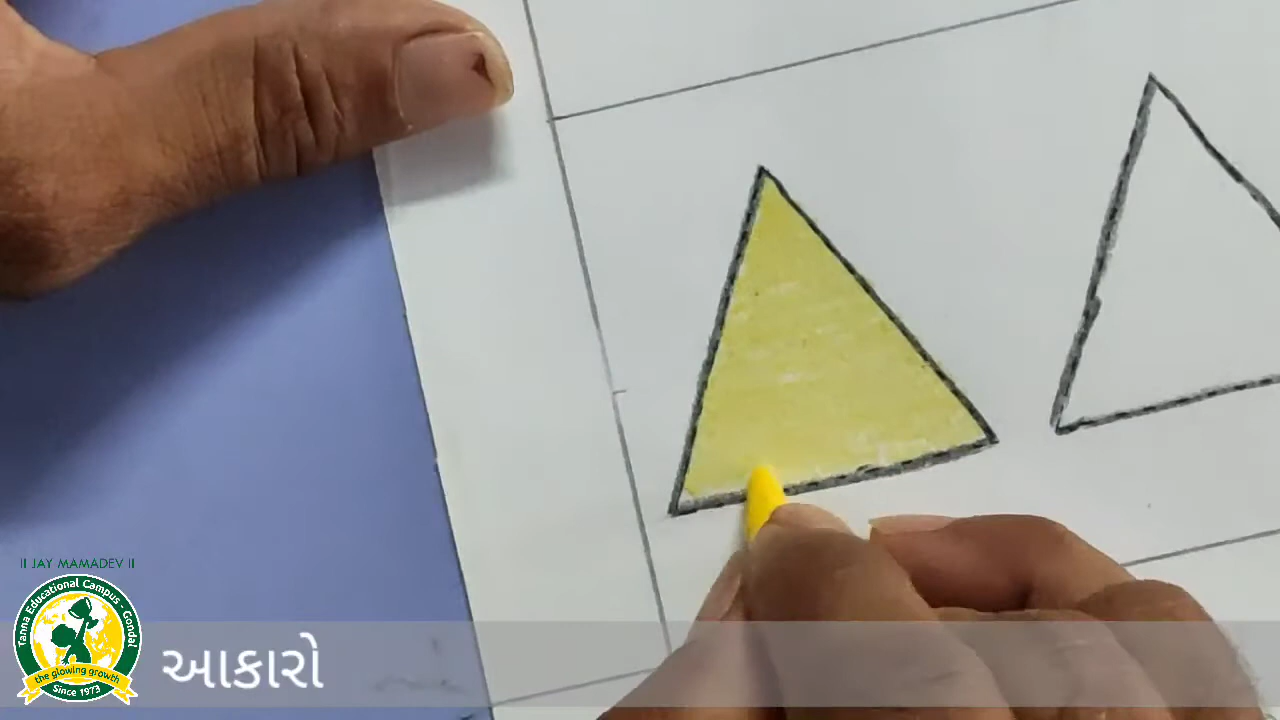 II JAY MAMADEV II
Tanna Educational Campus - Gondal
the glowing growth
Since 1973
આકારો